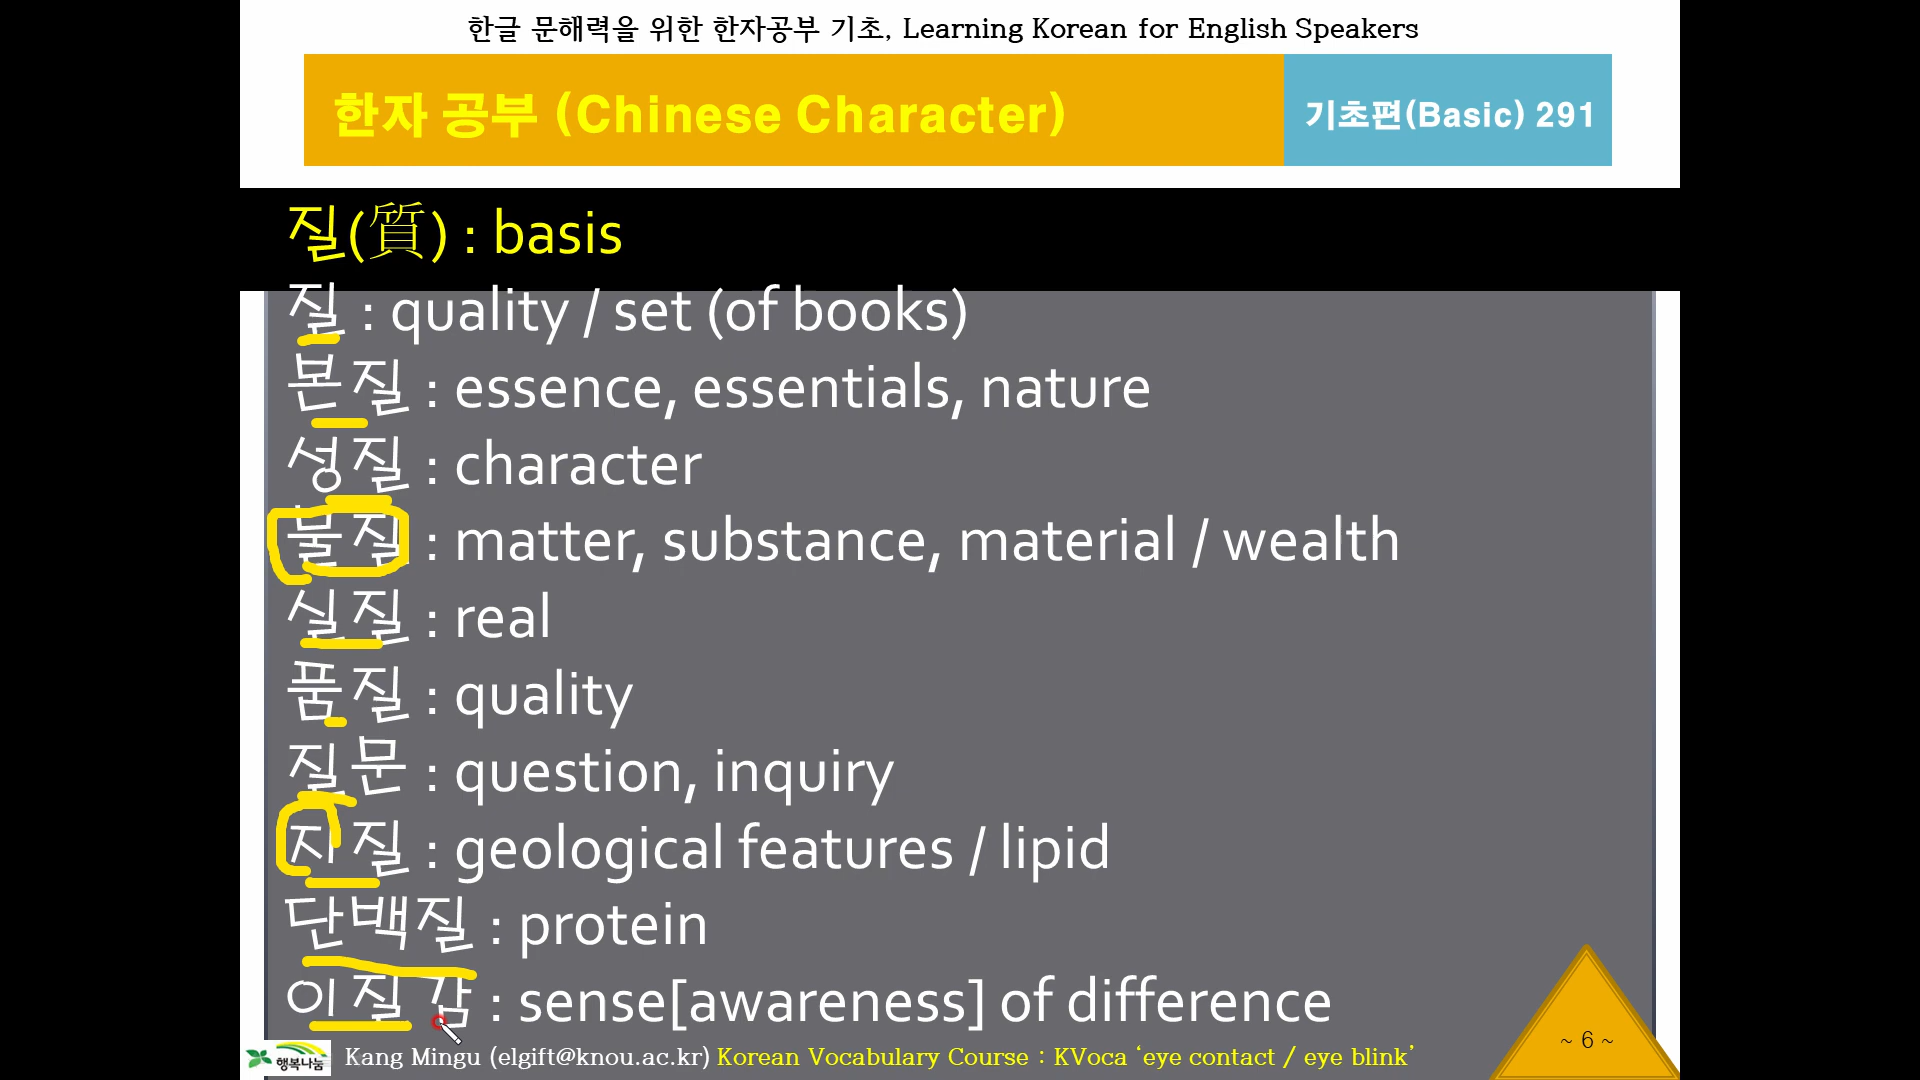 한글 문해력을 위한 한자공부 기초, Learning Korean for English Speakers
한자 공부 (Chinese Character)
기초편(Basic) 291
질(質) : basis
질 : quality / set (of books)
본질 : essence, essentials, nature
성질 : character
물질 : matter, substance, material / wealth
실질 : real
품질 : quality
질문 : question, inquiry
지질 : geological features / lipid
단백질 : protein
이질감 : sense[awareness] of difference
행복나눔
Kang Mingu (elgift@knou.ac.kr) Korean Vocabulary Course : KVoca ‘eye contact / eye blink’
~ 6 ~